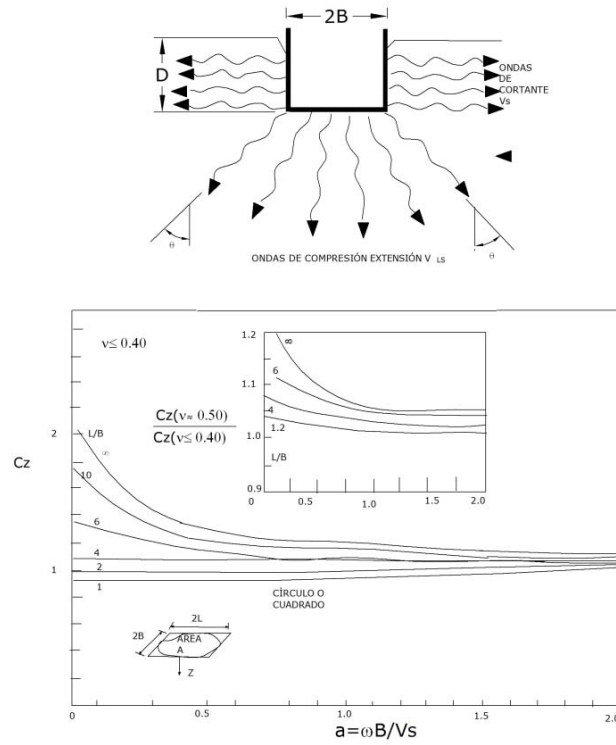 2B
D
ONDAS
DE
CORTANTE
Vs
θ
θ
ONDAS DE COMPRESIÓN EXTENSIÓN V LS
ν≤ 0.40
Cz(ν≈ 0.50)
Cz(ν≤ 0.40)
1.2
1.1
1.0
0.9
∞
6
4
1.2
L/B
0
0.5
1.0
1.5
2.0
Cz
2
1
L/B
∞
10
6
4
2
1
CÌRCULO O
CUADRADO
2L
2B
AREA
A
Z
0
0.5
1.0
1.5
2.0
a=ωB/Vs